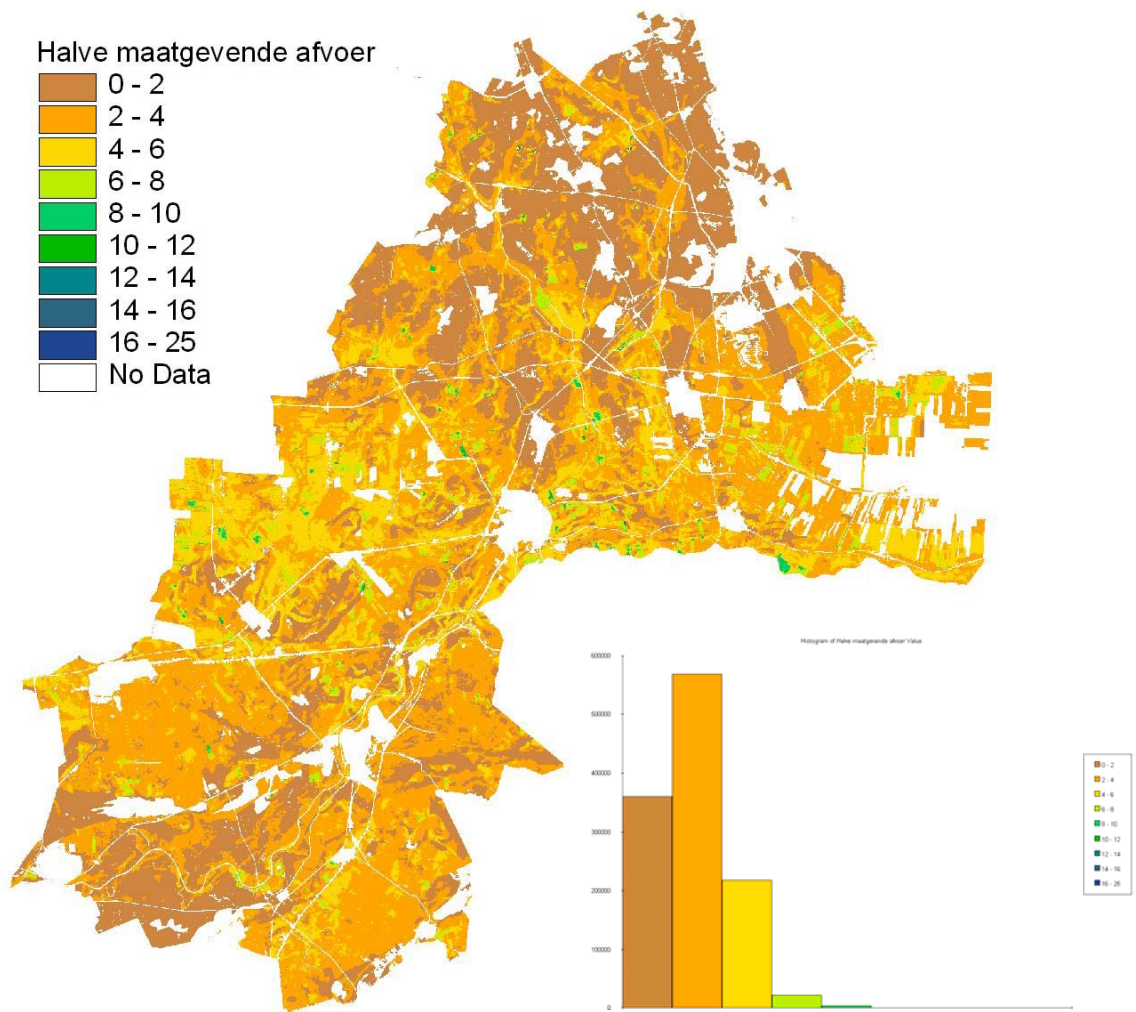 Halve maatgevende afvoer
0 - 2
2 - 4
4 - 6
6 - 8
8 - 10
10 - 12
12 - 14
14 - 16
16 - 25
No Data
Histogram of Halve maatgevende afvoer Value
600000
500000
400000
300000
200000
100000
0
0 - 2
2 - 4
4 - 6
6 - 8
8 - 10
10 - 12
12 - 14
14 - 16
16 - 25